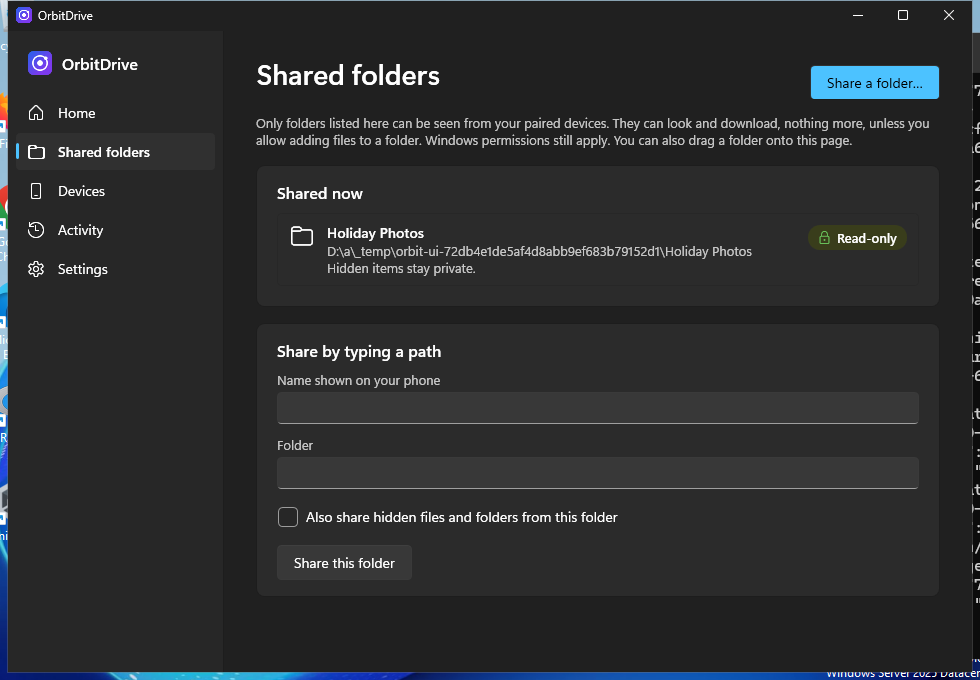 OrbitDrive
OrbitDrive
Home
Shared folders
Devices
Activity
Settings
Shared folders
Share a folder...
Only folders listed here can be seen from your paired devices. They can look and download, nothing more, unless you
allow adding files to a folder. Windows permissions still apply. You can also drag a folder onto this page.
Shared now
Holiday Photos
D:\a\_temp\orbit-ui-72db4e1de5af4d8abb9ef683b79152d1\Holiday Photos
Hidden items stay private.
Read-only
Share by typing a path
Name shown on your phone
Folder
Also share hidden files and folders from this folder
Share this folder
Windows Server 2025 Datacen